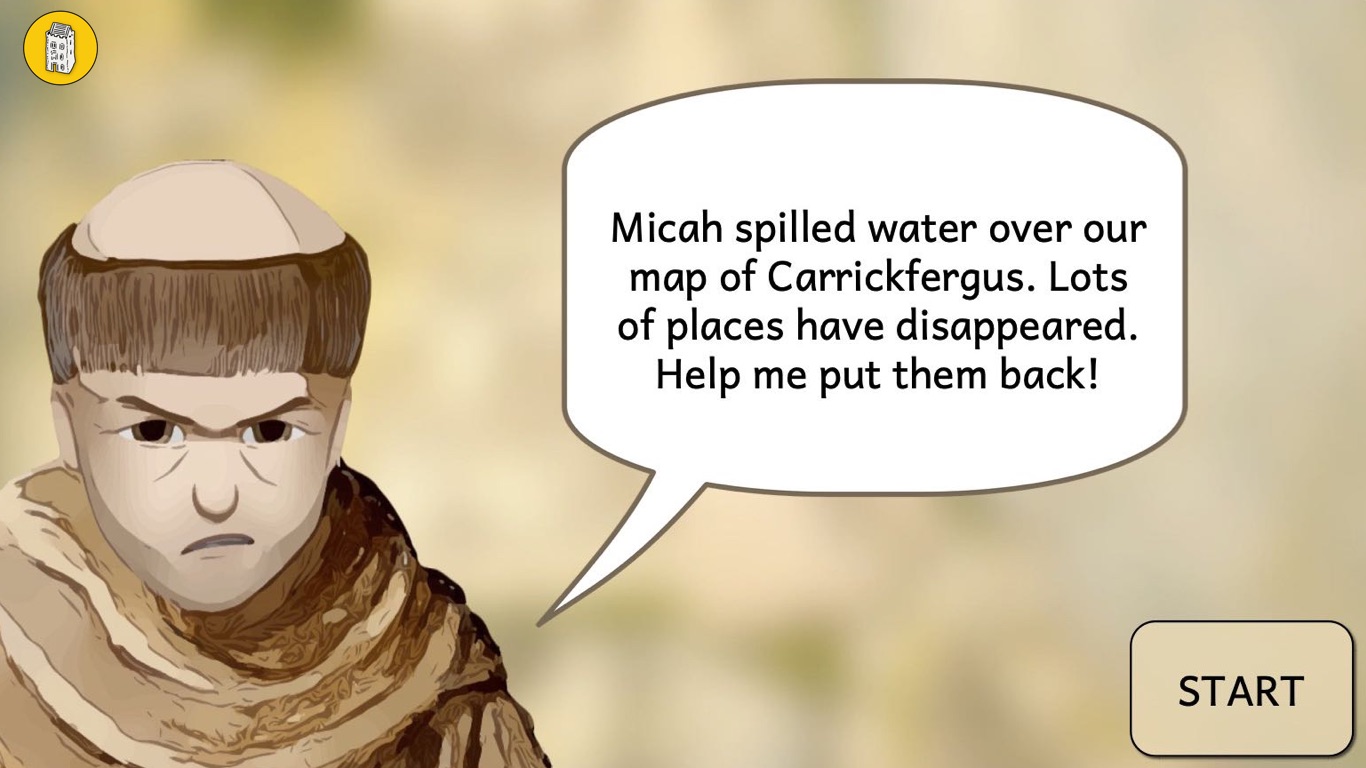 Micah spilled water over our
map of Carrickfergus. Lots
of places have disappeared.
Help me put them back!
START